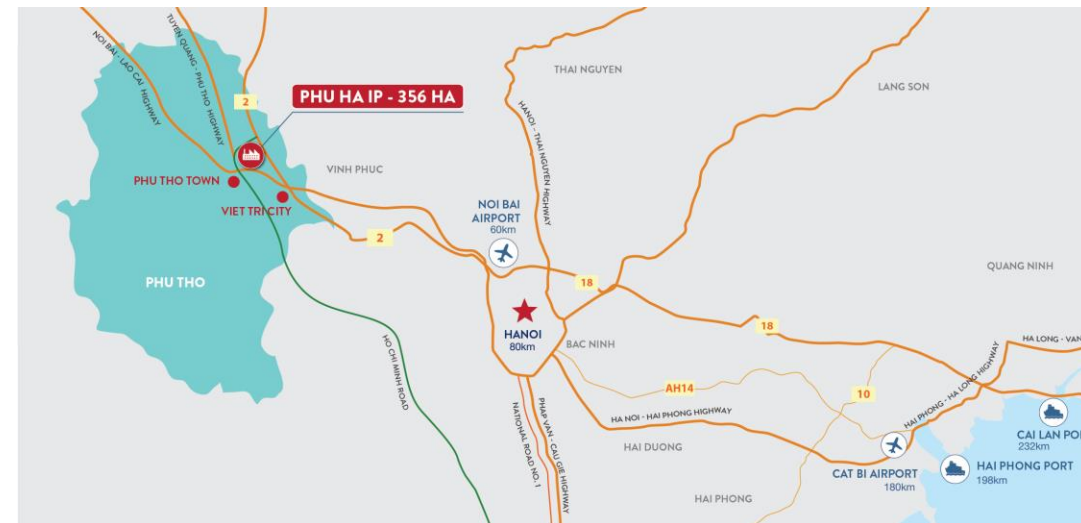 NOI BAI - LAO CAI HIGHWAY
TUYEN QUANG - PHU THO HIGHWAY
2
PHU HA IP - 356 HA
THAI NGUYEN
LANG SON
HANOI - THAI NGUYEN HIGHWAY
VINH PHUC
PHU THO TOWN
VIET TRI CITY
NOI BAI
AIRPORT
60km
2
PHU THO
QUANG NINH
18
18
HANOI
80km
BAC NINH
HO CHI MINH ROAD
HA LONG - VAN
AH14
10
HAI PHONG - HA LONG HIGHWAY
NATIONAL ROAD NO. 1
PHAP VAN - CAU GIE HIGHWAY
HA NOI - HAI PHONG HIGHWAY
HAI DUONG
CAI LAN
232km
CAT BI AIRPORT
180km
HAI PHONG PORT
198km
HAI PHONG